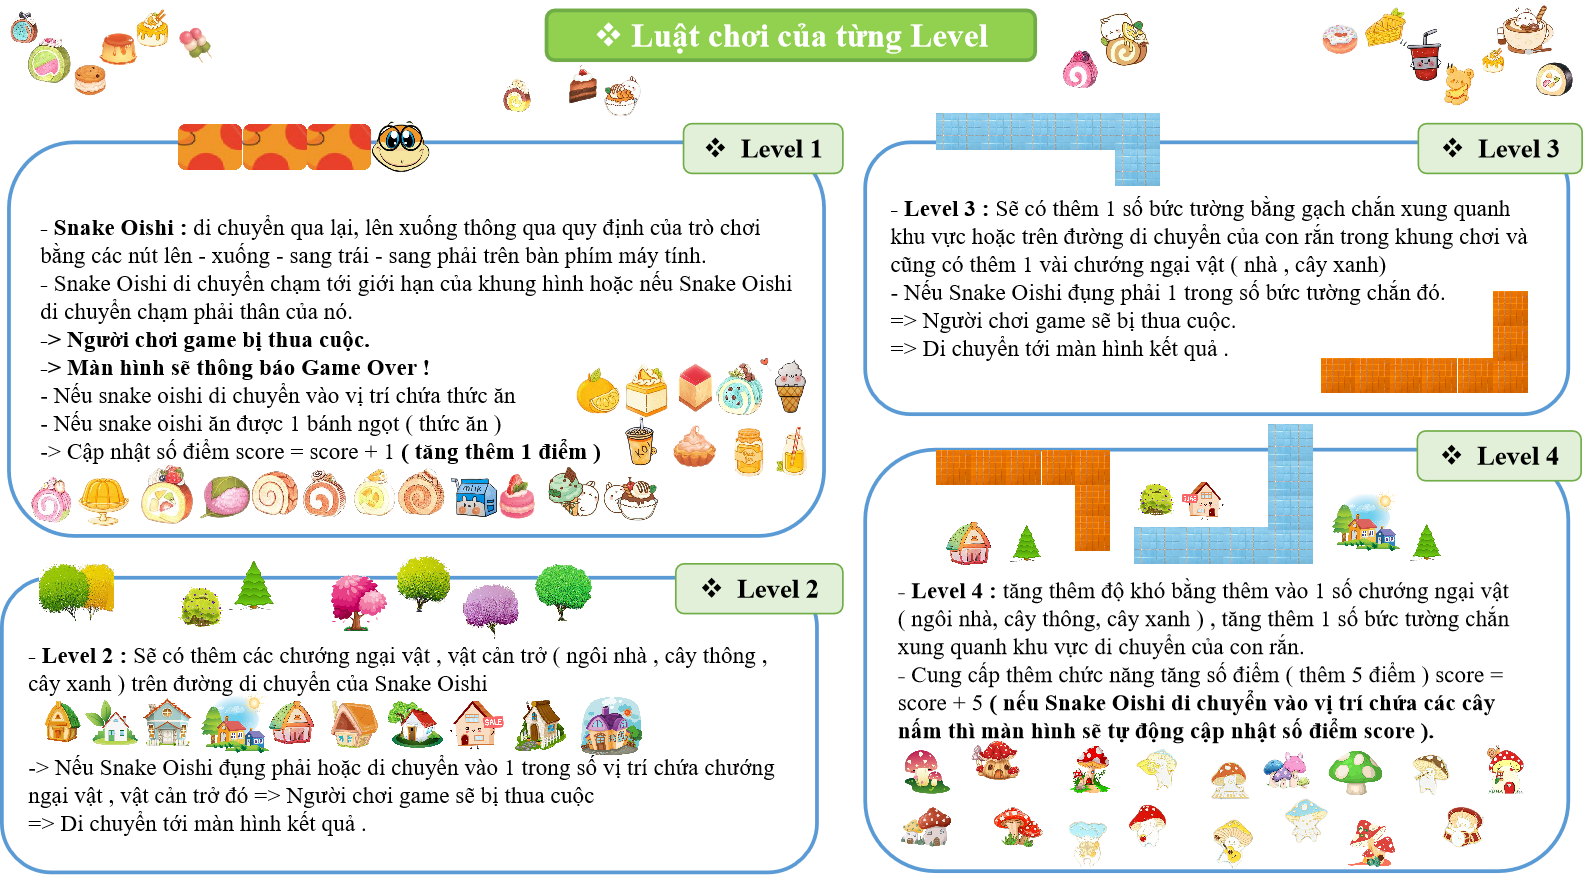 ❖ Luật chơi của từng Level
❖ Level 1
- Snake Oishi : di chuyển qua lại, lên xuống thông qua quy định của trò chơi
bằng các nút lên - xuống - sang trái - sang phải trên bàn phím máy tính.
- Snake Oishi di chuyển chạm tới giới hạn của khung hình hoặc nếu Snake Oishi
di chuyển chạm phải thân của nó.
-> Người chơi game bị thua cuộc.
-> Màn hình sẽ thông báo Game Over !
- Nếu snake oishi di chuyển vào vị trí chứa thức ăn
- Nếu snake oishi ăn được 1 bánh ngọt ( thức ăn )
-> Cập nhật số điểm score = score + 1 ( tăng thêm 1 điểm )
MILK
❖ Level 2
- Level 2 : Sẽ có thêm các chướng ngại vật , vật cản trở ( ngôi nhà , cây thông ,
cây xanh ) trên đường di chuyển của Snake Oishi
SALE
-> Nếu Snake Oishi đụng phải hoặc di chuyển vào 1 trong số vị trí chứa chướng
ngại vật , vật cản trở đó => Người chơi game sẽ bị thua cuộc
=> Di chuyển tới màn hình kết quả .
❖ Level 3
- Level 3 : Sẽ có thêm 1 số bức tường bằng gạch chắn xung quanh
khu vực hoặc trên đường di chuyển của con rắn trong khung chơi và
cũng có thêm 1 vài chướng ngại vật ( nhà , cây xanh)
- Nếu Snake Oishi đụng phải 1 trong số bức tường chắn đó.
=> Người chơi game sẽ bị thua cuộc.
=> Di chuyển tới màn hình kết quả .
❖ Level 4
SALE
- Level 4 : tăng thêm độ khó bằng thêm vào 1 số chướng ngại vật
( ngôi nhà, cây thông, cây xanh ) , tăng thêm 1 số bức tường chắn
xung quanh khu vực di chuyển của con rắn.
- Cung cấp thêm chức năng tăng số điểm ( thêm 5 điểm ) score =
score + 5 ( nếu Snake Oishi di chuyển vào vị trí chứa các cây
nấm thì màn hình sẽ tự động cập nhật số điểm score ).